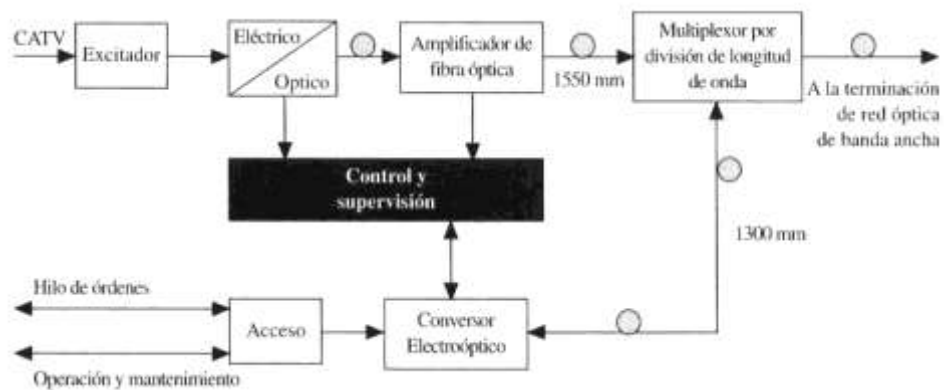 CATV
Excitador
Eléctrico
Optico
Amplificador de
fibra óptica
1550 mm
Multiplexor por
división de longitud
de onda
A la terminación
de red óptica
de banda ancha
Control y
supervisión
1300 mm
Hilo de órdenes
Acceso
Conversor
Electroóptico
Operación y mantenimiento